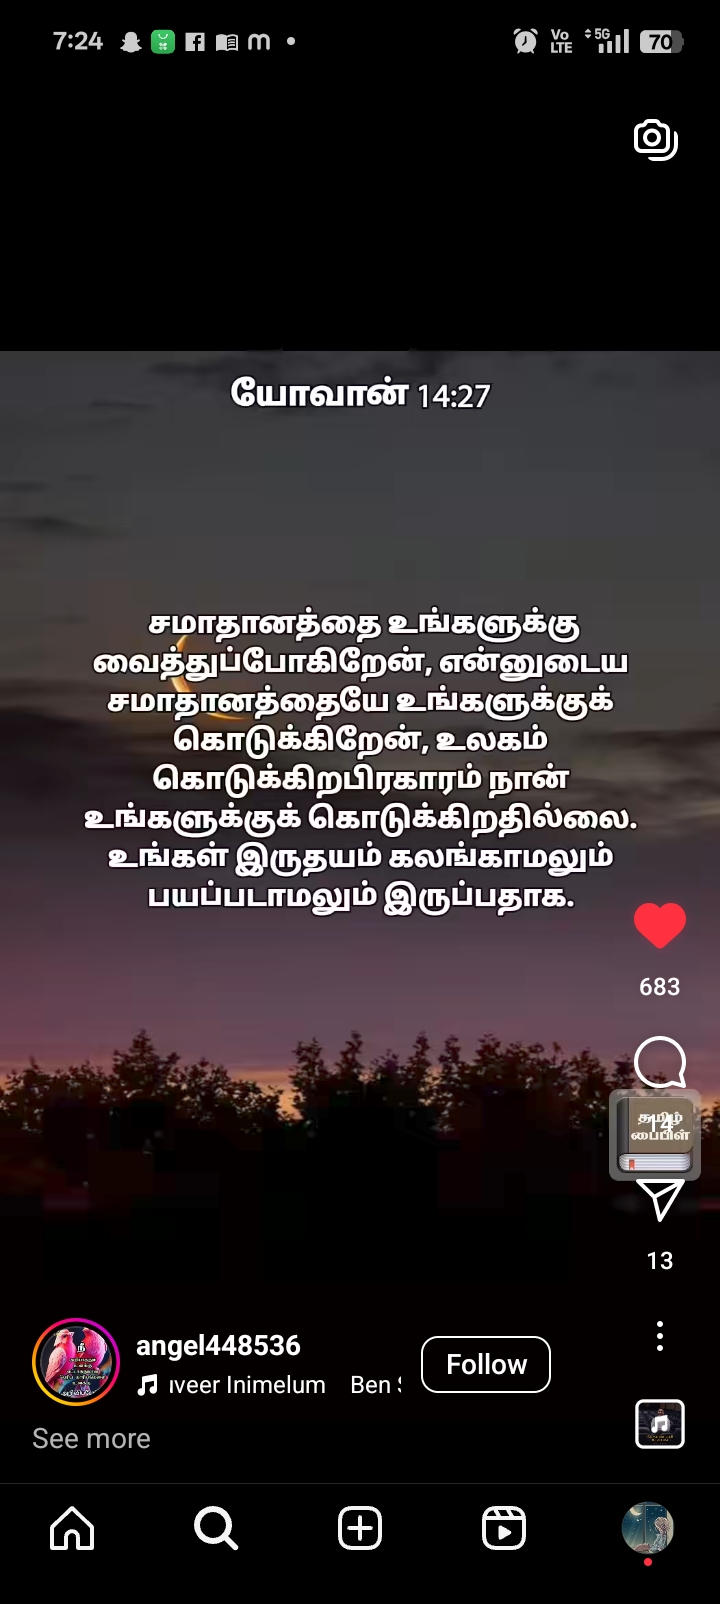 7:24
Vo
LTE
5G
70
யோவான் 14:27
சமாதானத்தை உங்களுக்கு
வைத்துப்போகிறேன், என்னுடைய
சமாதானத்தையே உங்களுக்குக்
கொடுக்கிறேன், உலகம்
கொடுக்கிறபிரகாரம் நான்
உங்களுக்குக் கொடுக்கிறதில்லை.
உங்கள் இருதயம் கலங்காமலும்
பயப்படாமலும் இருப்பதாக.
683
14
தமிழ்
பைபிள்
13
angel448536
Follow
ıveer Inimelum Ben
See more